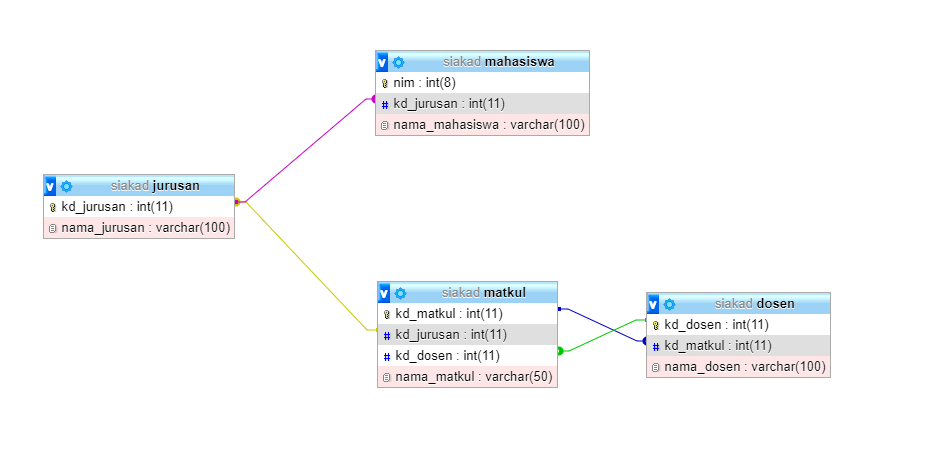 siakad mahasiswa
nim : int(8)
kd_jurusan : int(11)
nama_mahasiswa : varchar(100)
siakad jurusan
kd_jurusan : int(11)
nama_jurusan : varchar(100)
siakad matkul
kd_matkul : int(11)
kd_jurusan : int(11)
kd_dosen : int(11)
nama_matkul : varchar(50)
siakad dosen
kd_dosen : int(11)
kd_matkul : int(11)
nama_dosen : varchar(100)